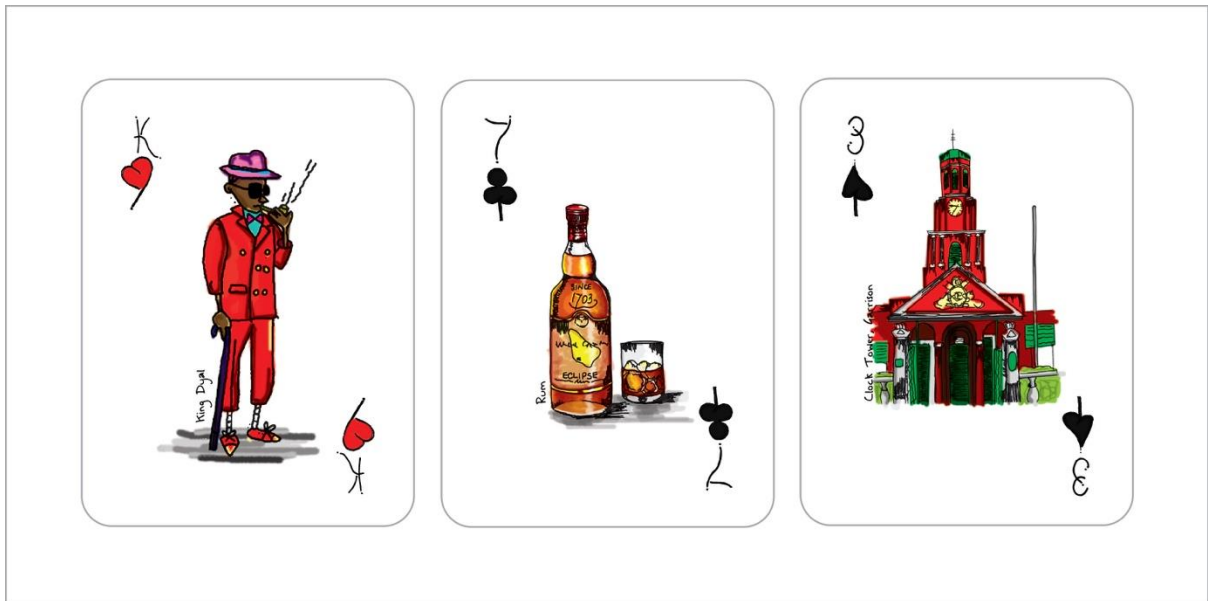 K
King Dyal
K
7
SINCE
1703
ECLIPSE
Rum
7
3
Clock Tower Garrison
3